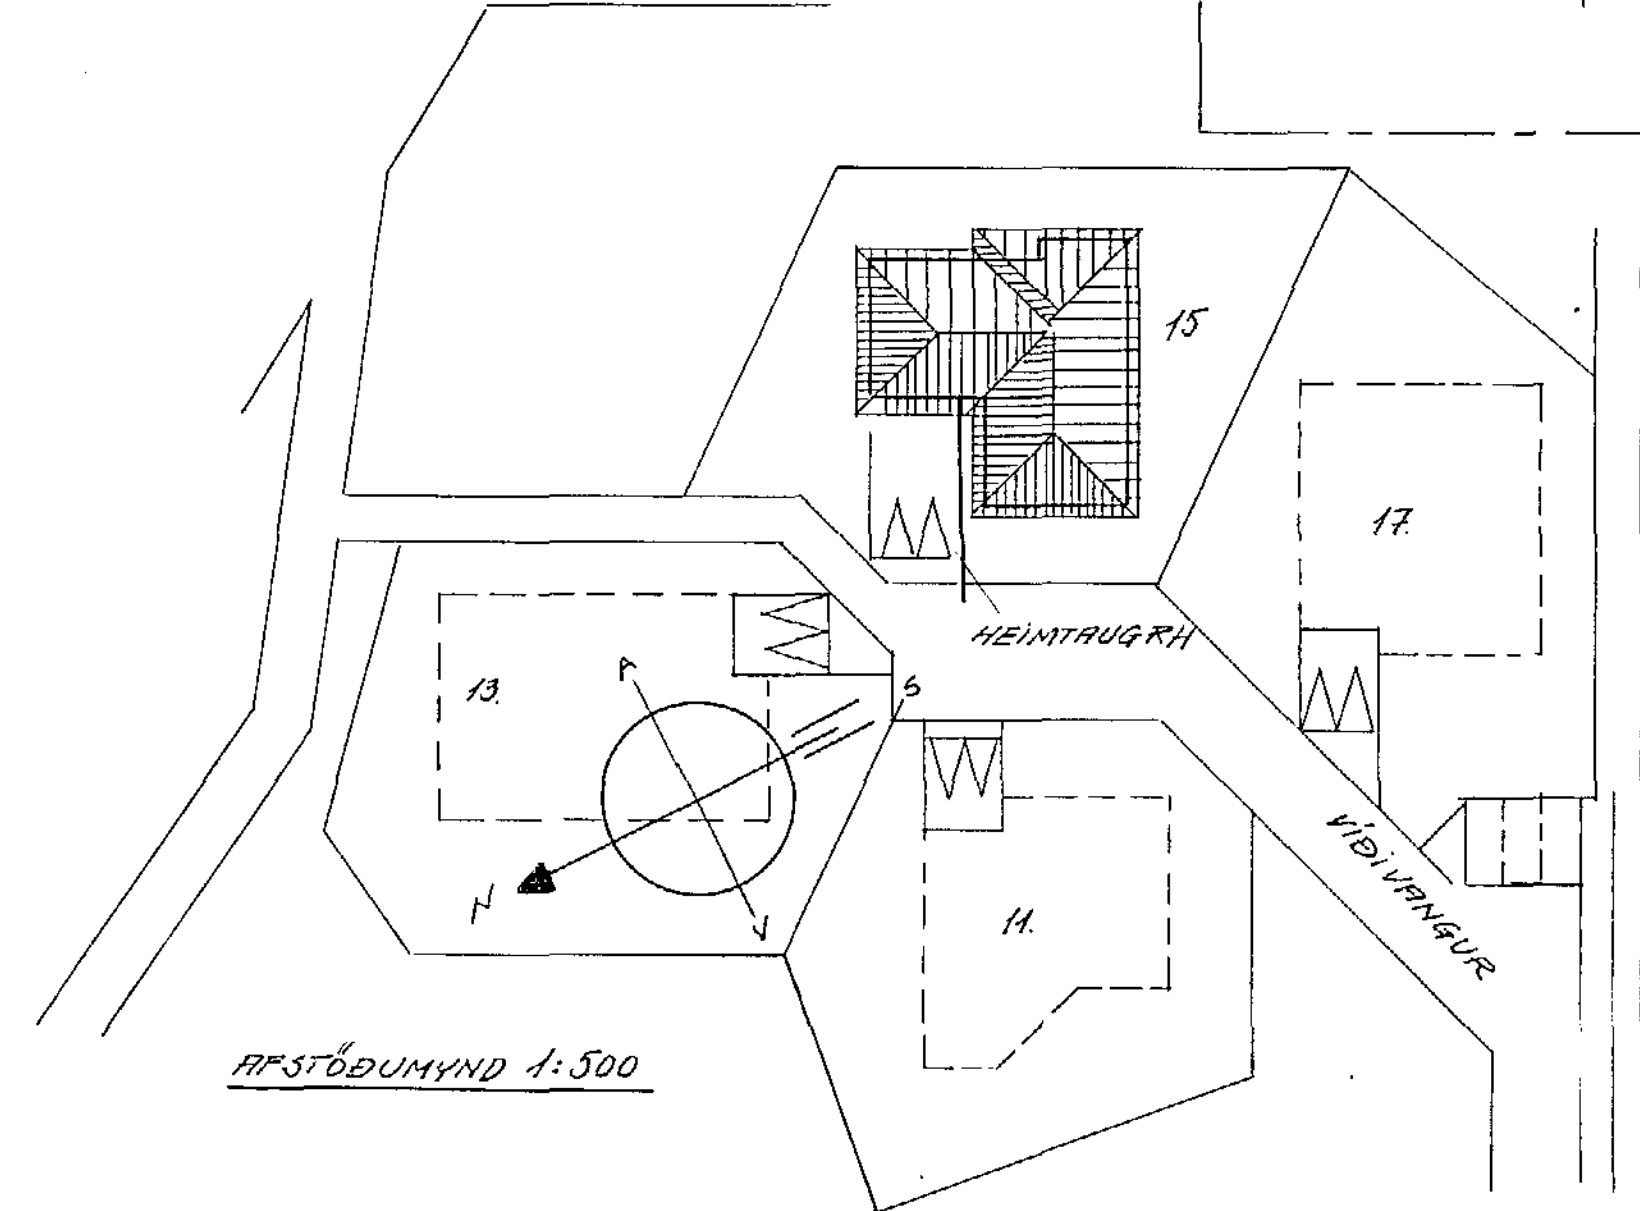 15
17.
HEIMTAUG RH
13.
A
S
N
V
11.
VÍÐIVANGUR
AFSTÖÐUMYND 1:500